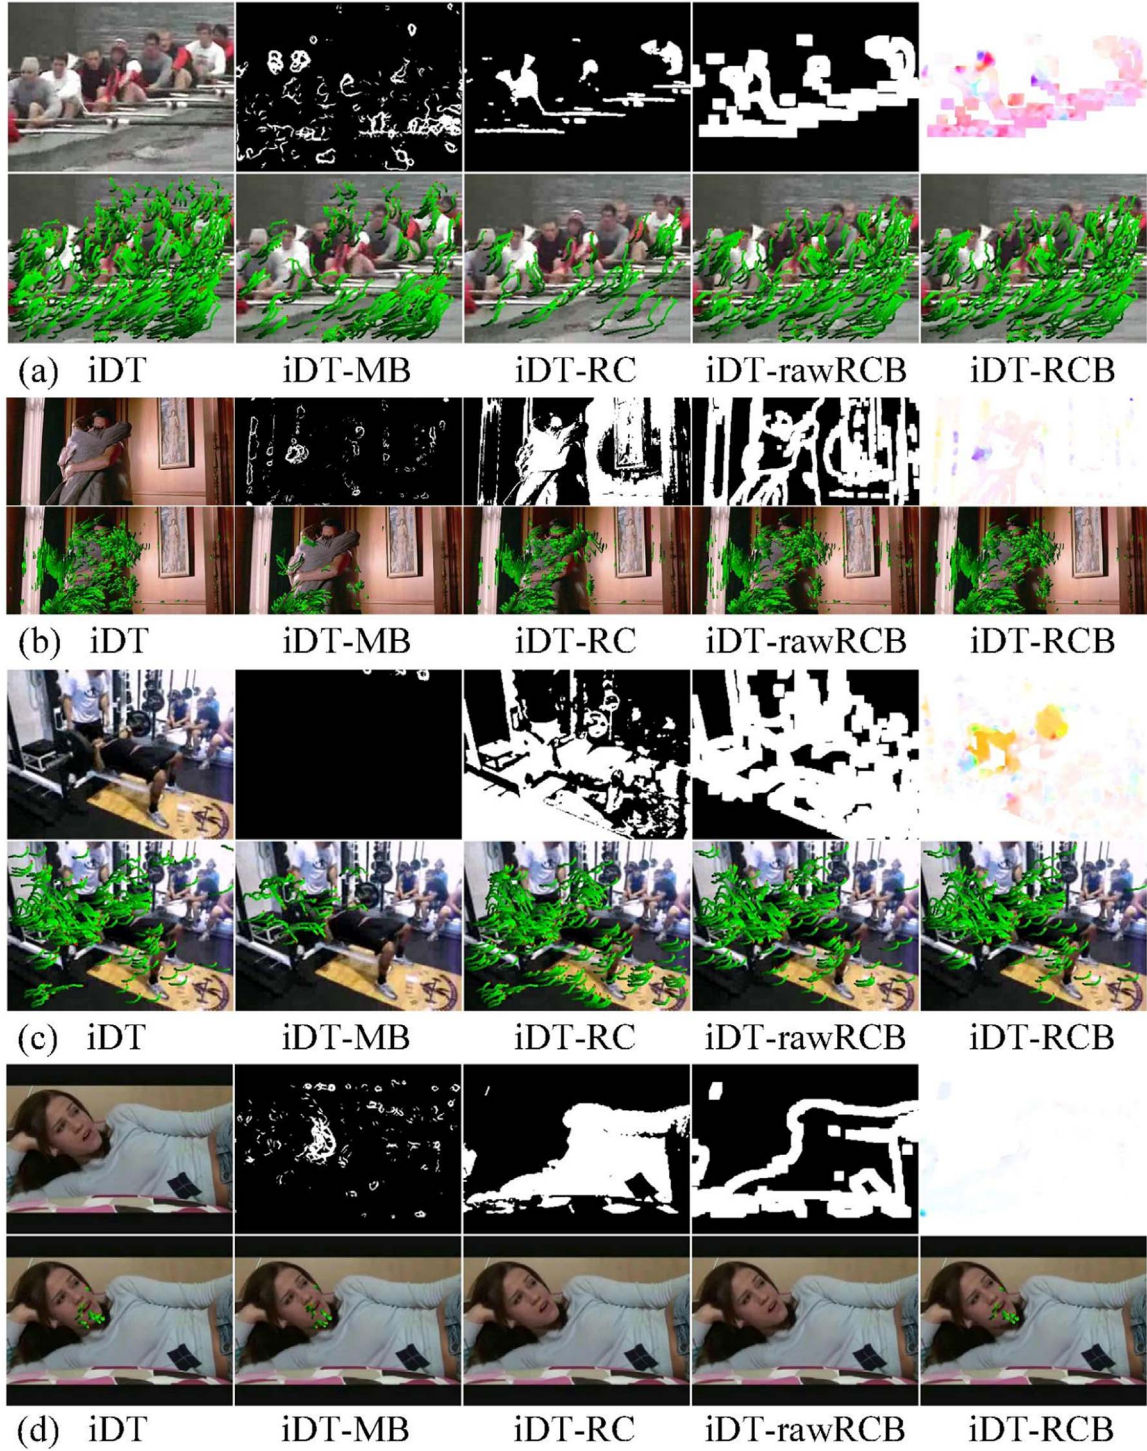 (a) iDT iDT-MB iDT-RC iDT-rawRCB iDT-RCB
(b) iDT iDT-MB iDT-RC iDT-rawRCB iDT-RCB
(c) iDT iDT-MB iDT-RC iDT-rawRCB iDT-RCB
(d) iDT iDT-MB iDT-RC iDT-rawRCB iDT-RCB